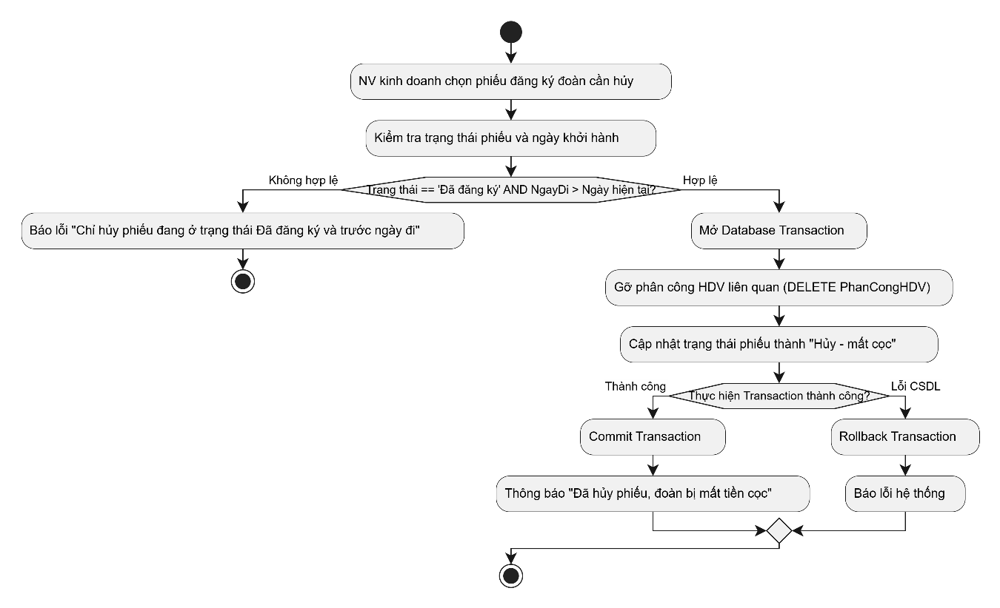 NV kinh doanh chọn phiếu đăng ký đoàn cần hủy
Kiểm tra trạng thái phiếu và ngày khởi hành
Không hợp lệ
Trạng thái == 'Đã đăng ký' AND NgayDi > Ngày hiện tại?
Hợp lệ
Báo lỗi "Chỉ hủy phiếu đang ở trạng thái Đã đăng ký và trước ngày đi"
Mở Database Transaction
Gỡ phân công HDV liên quan (DELETE PhanCongHDV)
Cập nhật trạng thái phiếu thành "Hủy - mất cọc"
Thành công
Thực hiện Transaction thành công?
Lỗi CSDL
Commit Transaction
Rollback Transaction
Thông báo "Đã hủy phiếu, đoàn bị mất tiền cọc"
Báo lỗi hệ thống